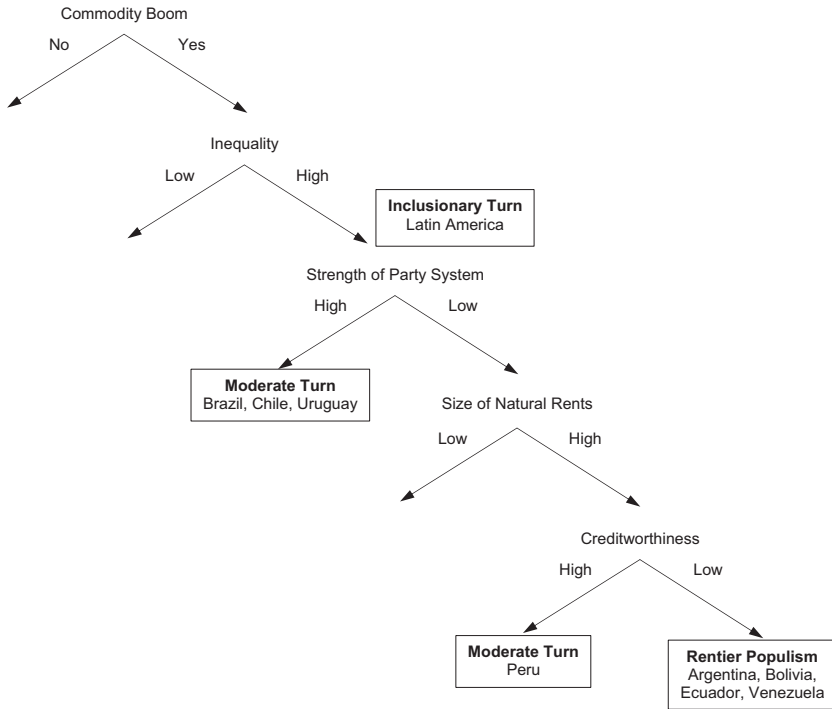 Commodity Boom
No
Yes
Inequality
Low
High
Inclusionary Turn
Latin America
Strength of Party System
High
Low
Moderate Turn
Brazil, Chile, Uruguay
Size of Natural Rents
Low
High
Creditworthiness
High
Low
Moderate Turn
Peru
Rentier Populism
Argentina, Bolivia,
Ecuador, Venezuela